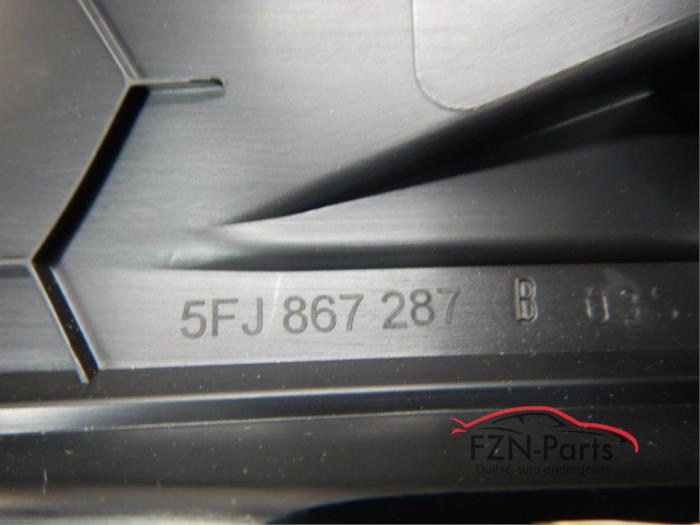 5FJ 867 287 B
FZN-Parts
Duitse auto onderdelen